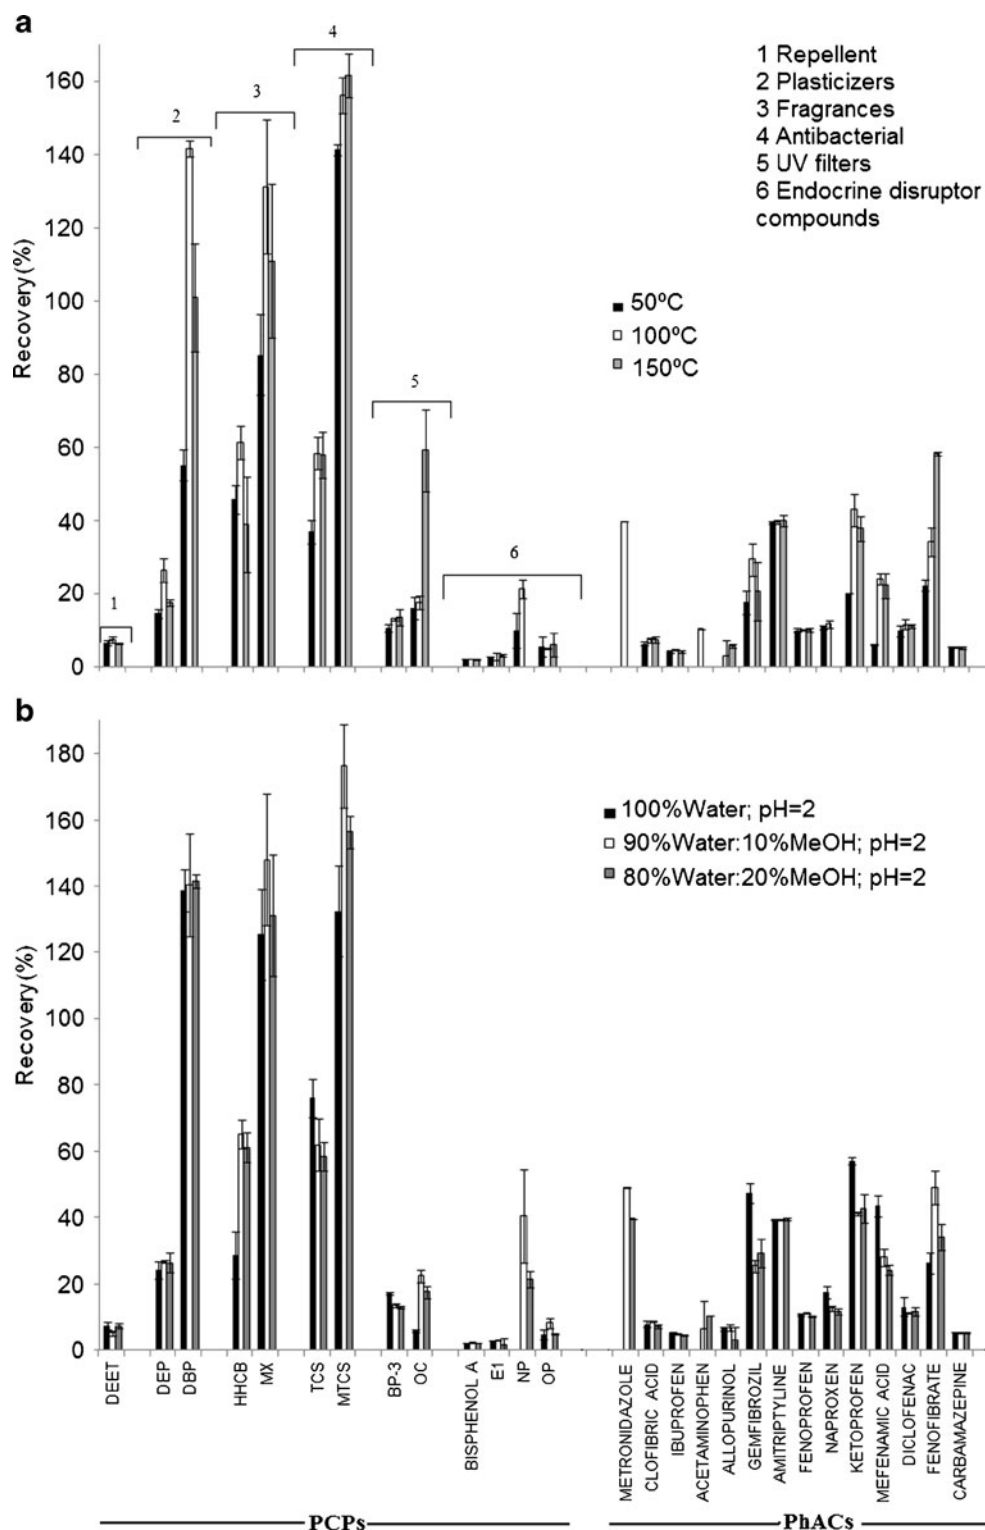 a
1 Repellent
2 Plasticizers
3 Fragrances
4 Antibacterial
5 UV filters
6 Endocrine disruptor
compounds
Recovery (%)
160
140
120
100
80
60
40
20
0
1
2
3
4
5
6
50ºC
100ºC
150ºC
b
Recovery (%)
180
160
140
120
100
80
60
40
20
0
100%Water; pH=2
90%Water:10%MeOH; pH=2
80%Water:20%MeOH; pH=2
DEET
DEP
DBP
HHCB
MX
TCS
MTCS
BP-3
OC
BISPHENOL A
E1
NP
OP
METRONIDAZOLE
CLOFIBRIC ACID
IBUPROFEN
ACETAMINOPHEN
ALLOPURINOL
GEMFIBROZIL
AMITRIPTYLINE
FENOPROFEN
NAPROXEN
KETOPROFEN
MEFENAMIC ACID
DICLOFENAC
FENOFIBRATE
CARBAMAZEPINE
PCPs
PhACs